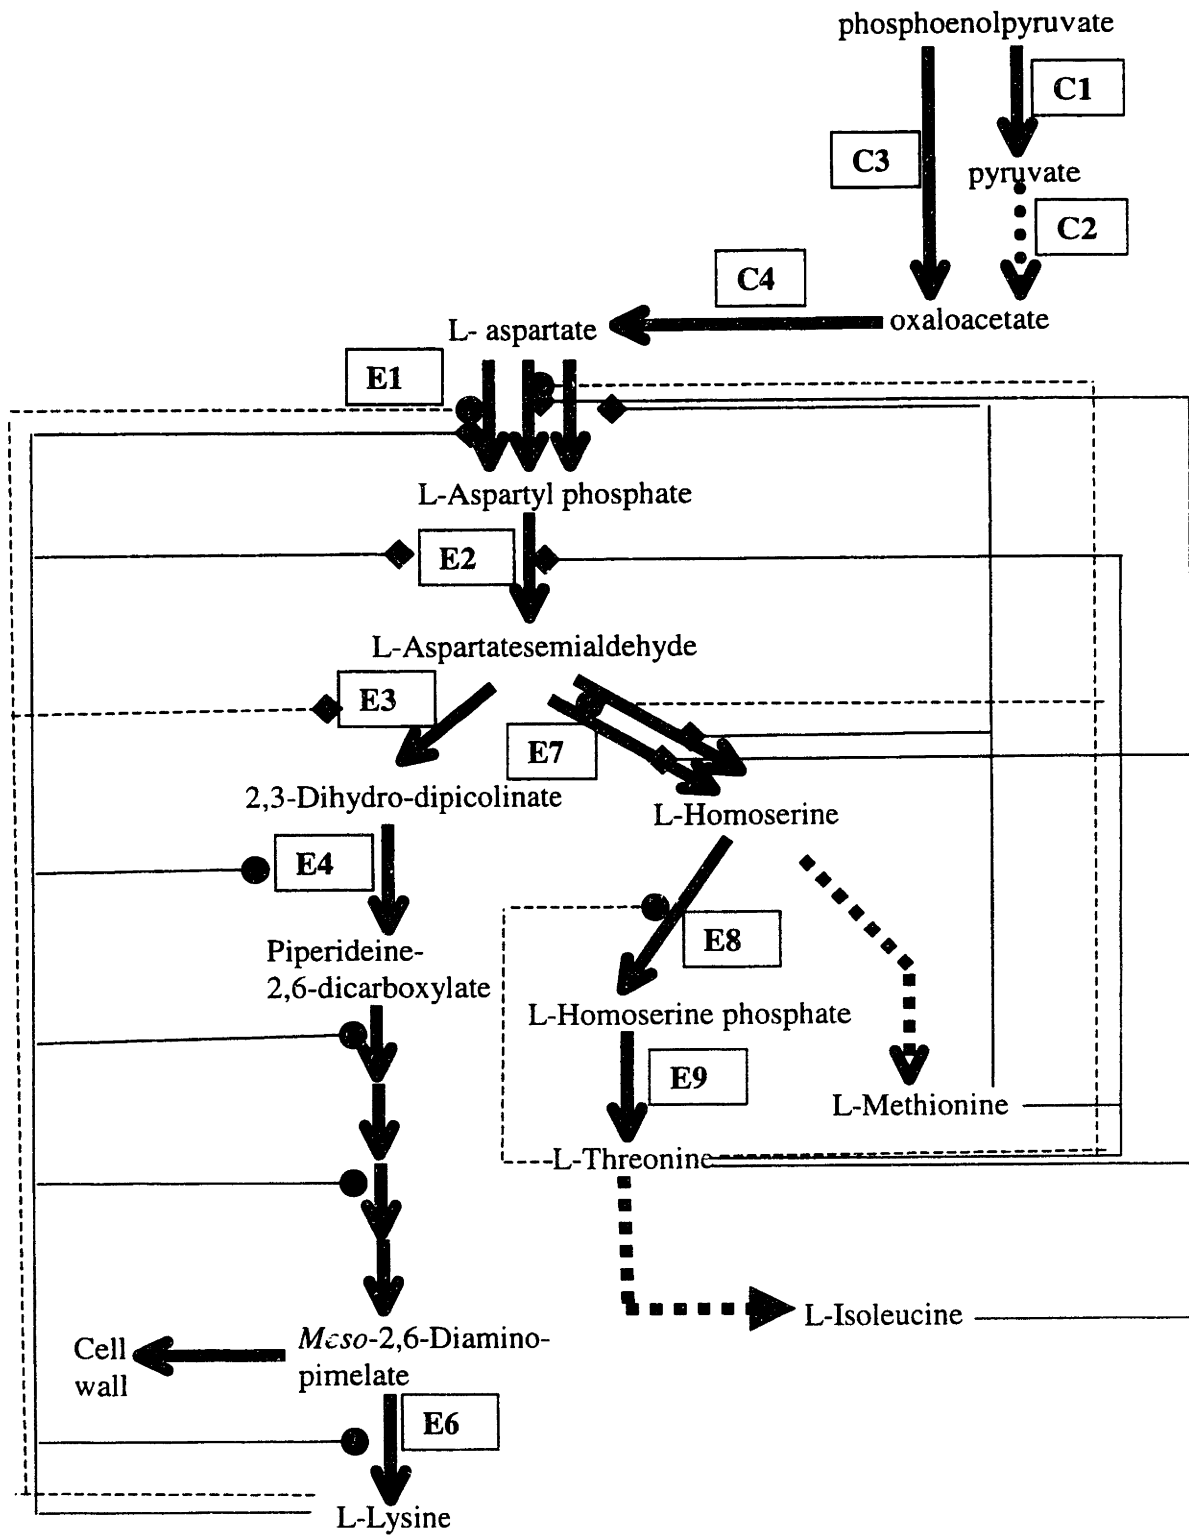 phosphoenolpyruvate
C1
C3
pyruvate
C2
C4
oxaloacetate
L- aspartate
E1
L-Aspartyl phosphate
E2
L-Aspartatesemialdehyde
E3
E7
2,3-Dihydro-dipicolinate
L-Homoserine
E4
E8
Piperideine-
2,6-dicarboxylate
L-Homoserine phosphate
E9
L-Methionine
L-Threonine
L-Isoleucine
Meso-2,6-Diamino-
pimelate
Cell
wall
E6
L-Lysine